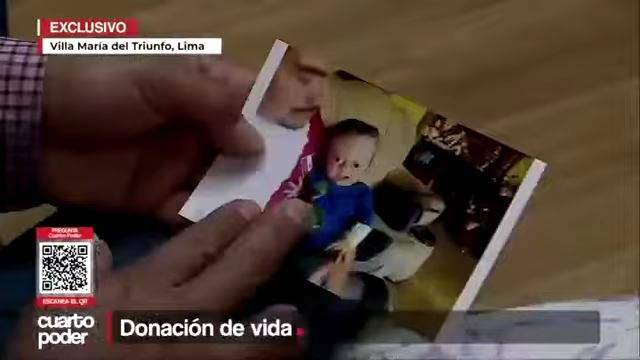 EXCLUSIVO
Villa María del Triunfo, Lima
PREGUNTA
Cuarto Poder
ESCANEA EL QR
cuarto
poder
Donación de vida